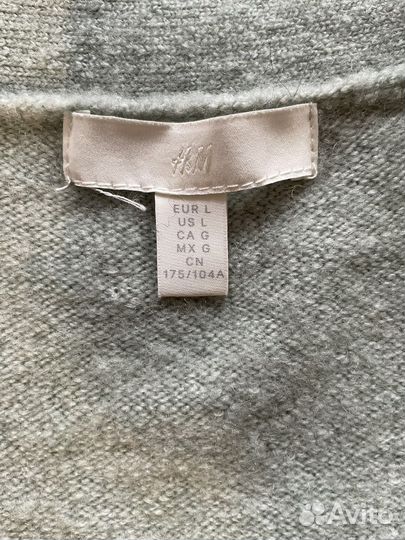 H&M
EUR L
US L
CA G
MX G
CN
175/104A
Avito